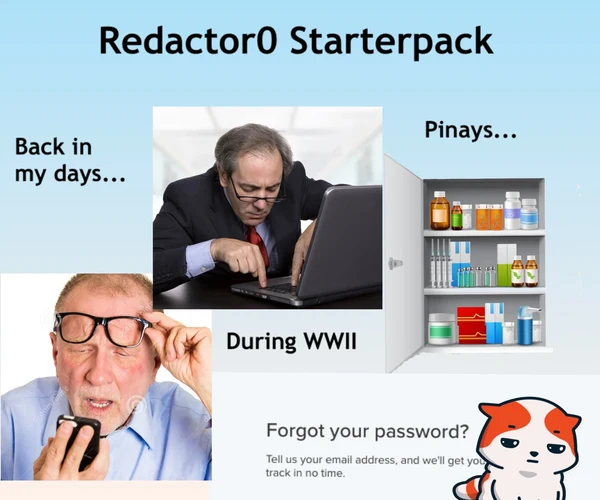 Redactor0 Starterpack
Back in
my days...
Pinays...
During WWII
Forgot your password?
Tell us your email address, and we'll get you
track in no time.